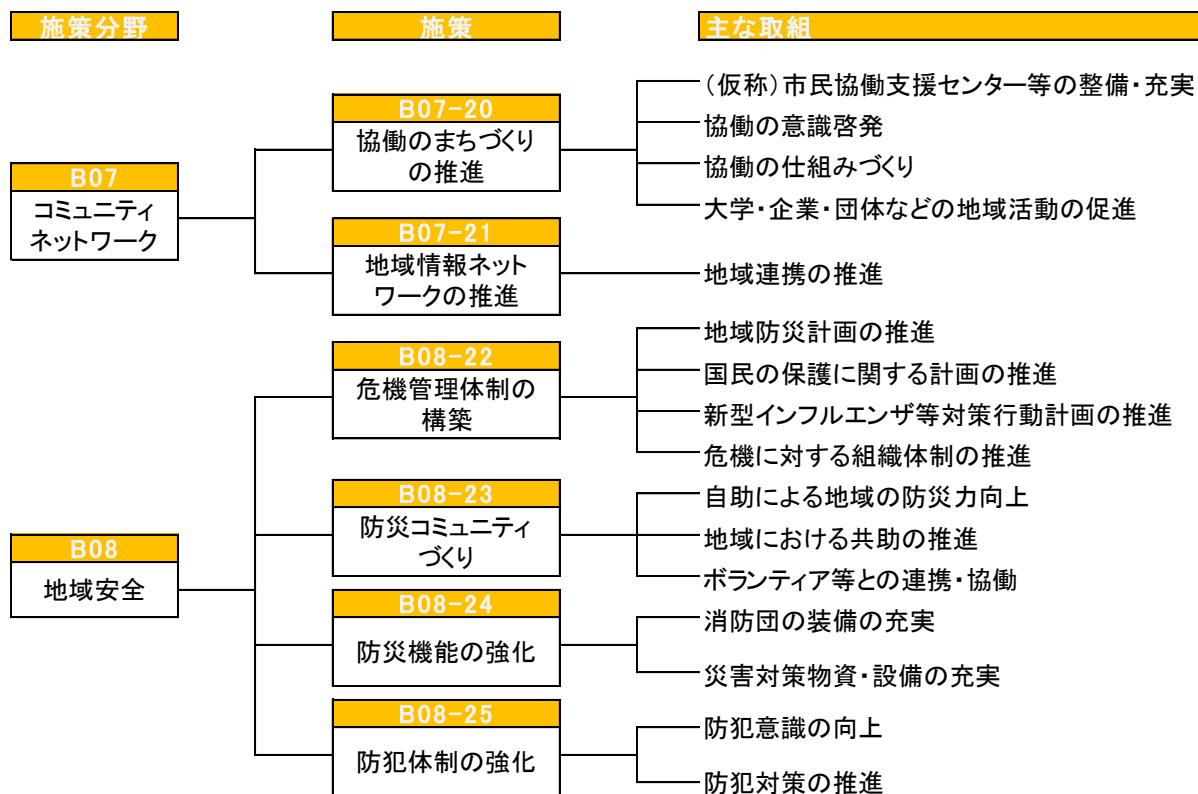 施策分野
施策
主な取組
B07
コミュニティ
ネットワーク
B07-20
協働のまちづくり
の推進
(仮称)市民協働支援センター等の整備・充実
協働の意識啓発
協働の仕組みづくり
大学・企業・団体などの地域活動の促進
B07-21
地域情報ネット
ワークの推進
地域連携の推進
B08
地域安全
B08-22
危機管理体制の
構築
地域防災計画の推進
国民の保護に関する計画の推進
新型インフルエンザ等対策行動計画の推進
危機に対する組織体制の推進
B08-23
防災コミュニティ
づくり
自助による地域の防災力向上
地域における共助の推進
ボランティア等との連携・協働
B08-24
防災機能の強化
消防団の装備の充実
災害対策物資・設備の充実
B08-25
防犯体制の強化
防犯意識の向上
防犯対策の推進